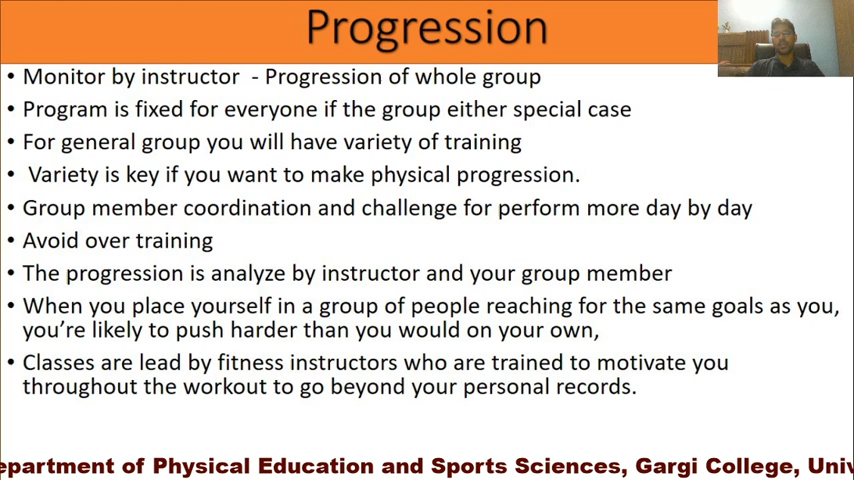 Progression
• Monitor by instructor - Progression of whole group
• Program is fixed for everyone if the group either special case
• For general group you will have variety of training
• Variety is key if you want to make physical progression.
• Group member coordination and challenge for perform more day by day
• Avoid over training
• The progression is analyze by instructor and your group member
• When you place yourself in a group of people reaching for the same goals as you,
you’re likely to push harder than you would on your own,
• Classes are lead by fitness instructors who are trained to motivate you
throughout the workout to go beyond your personal records.
epartment of Physical Education and Sports Sciences, Gargi College, Univ